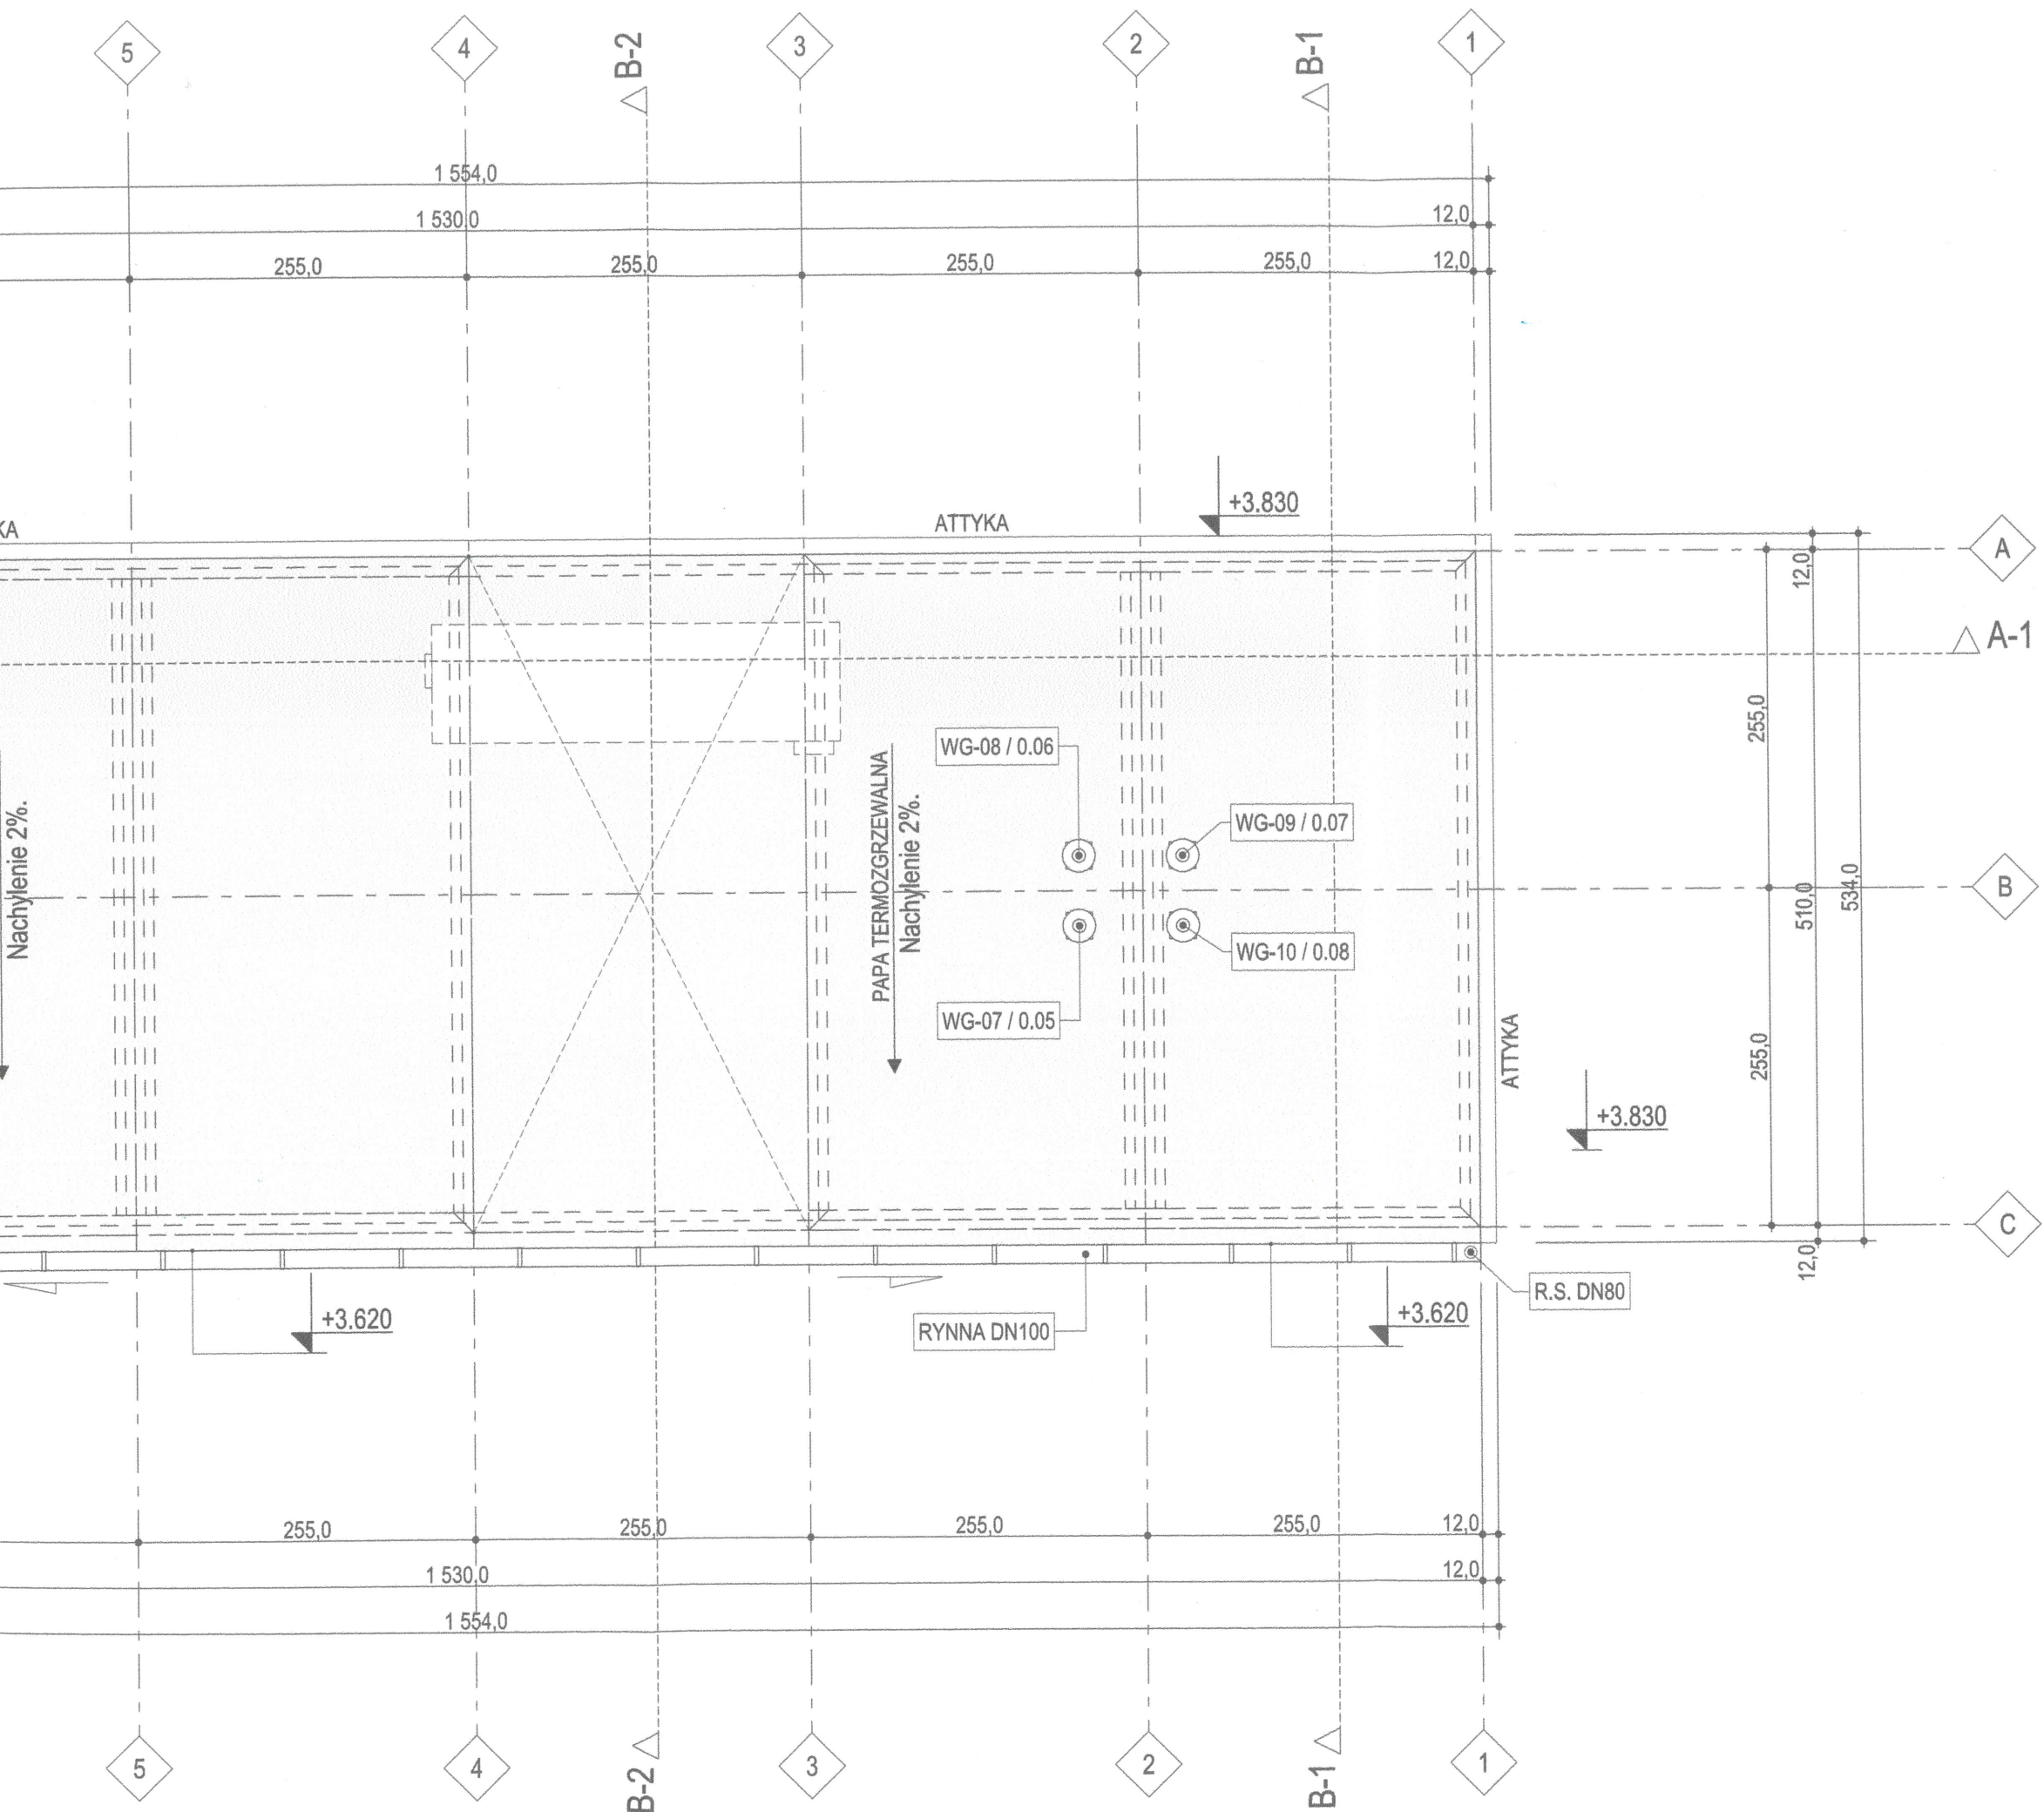 5
4
B-2
3
2
B-1
1
1 554,0
1 530,0
12,0
255,0
255,0
255,0
255,0
12,0
+3.830
KA
ATTYKA
A
12,0
A-1
255,0
WG-08 / 0.06
WG-09 / 0.07
PAPA TERMOZGRZEWALNA
Nachylenie 2%.
Nachylenie 2%.
B
510,0
534,0
WG-10 / 0.08
WG-07 / 0.05
ATTYKA
255,0
+3.830
C
12,0
R.S. DN80
+3.620
RYNNA DN100
+3.620
255,0
255,0
255,0
255,0
12,0
1 530,0
12,0
1 554,0
5
4
B-2
3
2
B-1
1